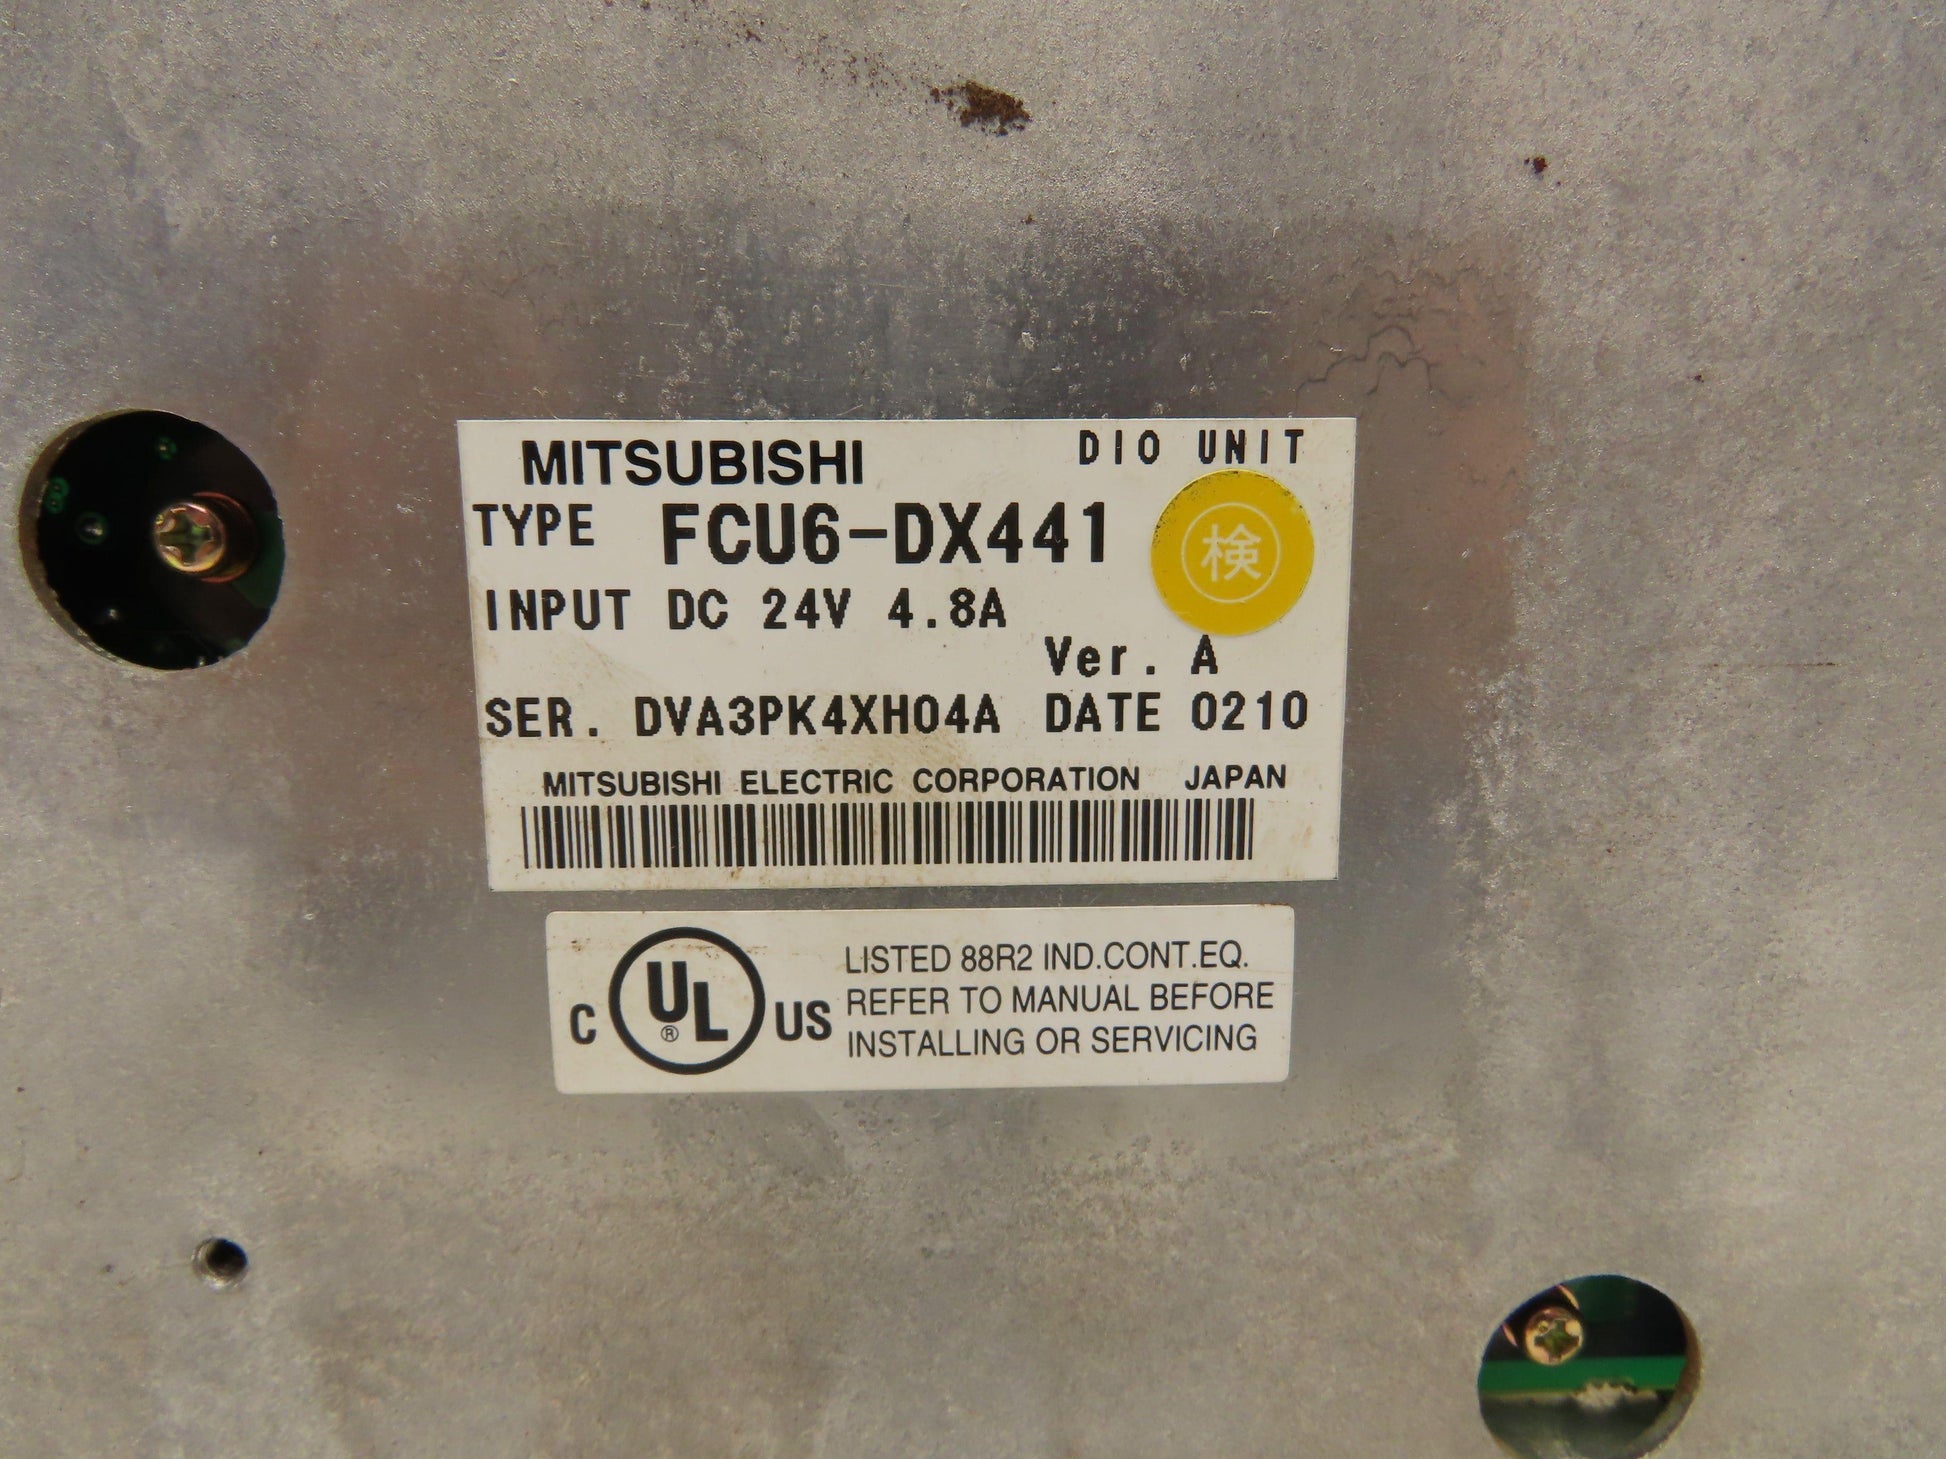 MITSUBISHI DIO UNIT
TYPE FCU6-DX441
検
INPUT DC 24V 4.8A
Ver. A
SER. DVA3PK4XH04A DATE 0210
MITSUBISHI ELECTRIC CORPORATION JAPAN
C UL ® US
LISTED 88R2 IND.CONT.EQ.
REFER TO MANUAL BEFORE
INSTALLING OR SERVICING